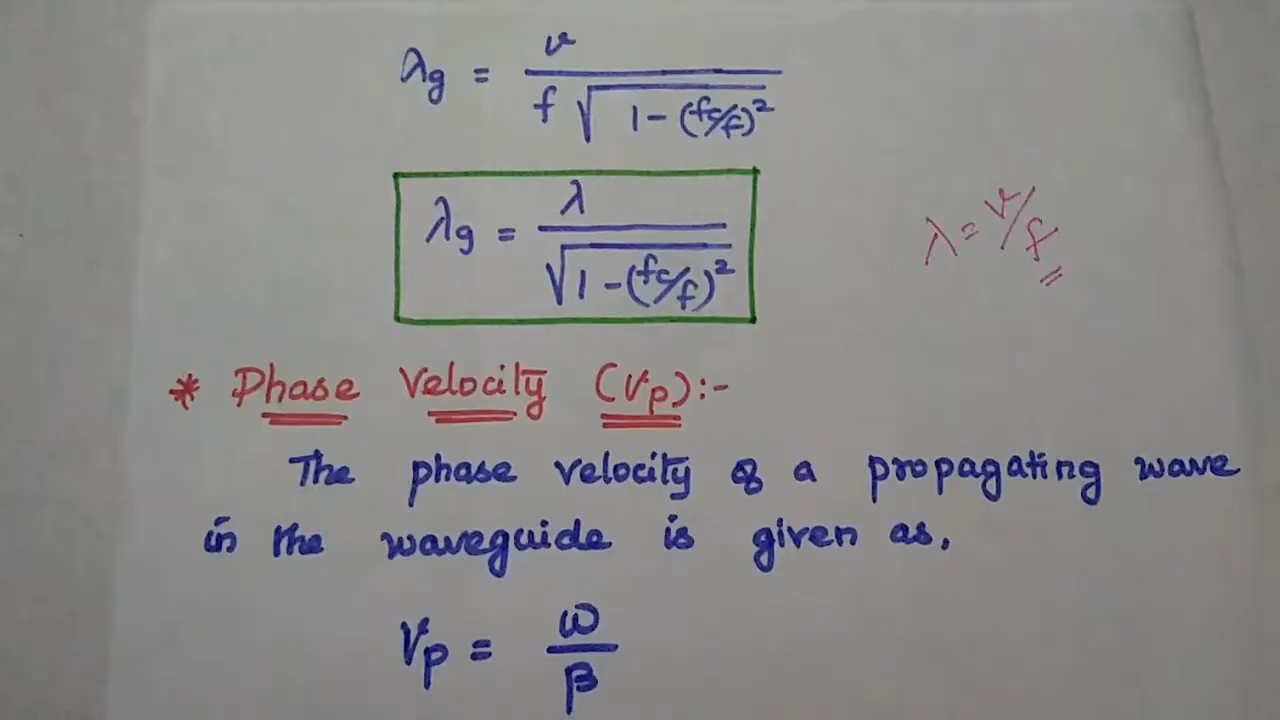 λg = v / f √(1 - (fc/f)²)
λg = λ / √(1 - (fc/f)²)
λ = v/f
* Phase Velocity (Vp):-
The phase velocity of a propagating wave
in the waveguide is given as,
Vp = ω / β